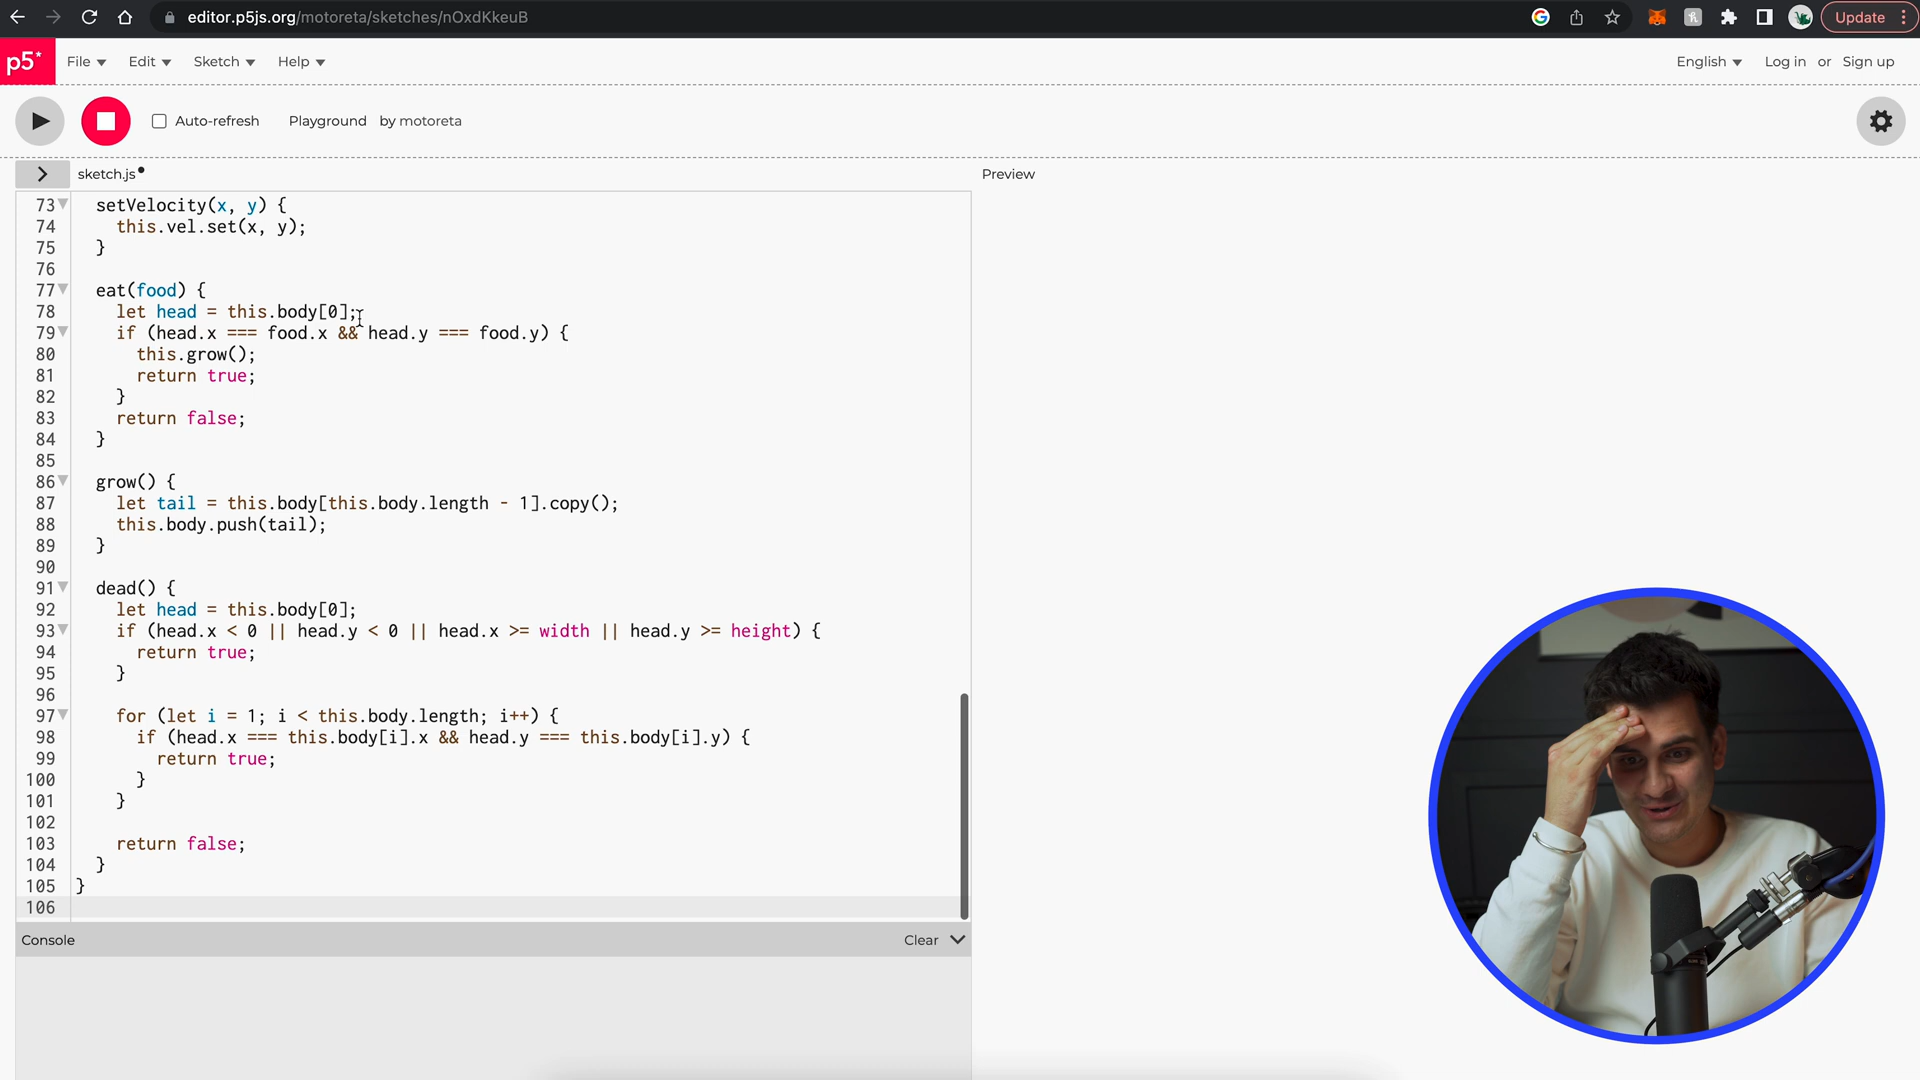 editor.p5js.org/motoreta/sketches/nOxdKkeuB
Update
p5*
File
Edit
Sketch
Help
English
Log in or Sign up
Auto-refresh
Playground by motoreta
sketch.js
Preview
73 setVelocity(x, y) {
74 this.vel.set(x, y);
75 }
76
77 eat(food) {
78 let head = this.body[0];
79 if (head.x === food.x && head.y === food.y) {
80 this.grow();
81 return true;
82 }
83 return false;
84 }
85
86 grow() {
87 let tail = this.body[this.body.length - 1].copy();
88 this.body.push(tail);
89 }
90
91 dead() {
92 let head = this.body[0];
93 if (head.x < 0 || head.y < 0 || head.x >= width || head.y >= height) {
94 return true;
95 }
96
97 for (let i = 1; i < this.body.length; i++) {
98 if (head.x === this.body[i].x && head.y === this.body[i].y) {
99 return true;
100 }
101 }
102
103 return false;
104 }
105 }
106
Console
Clear